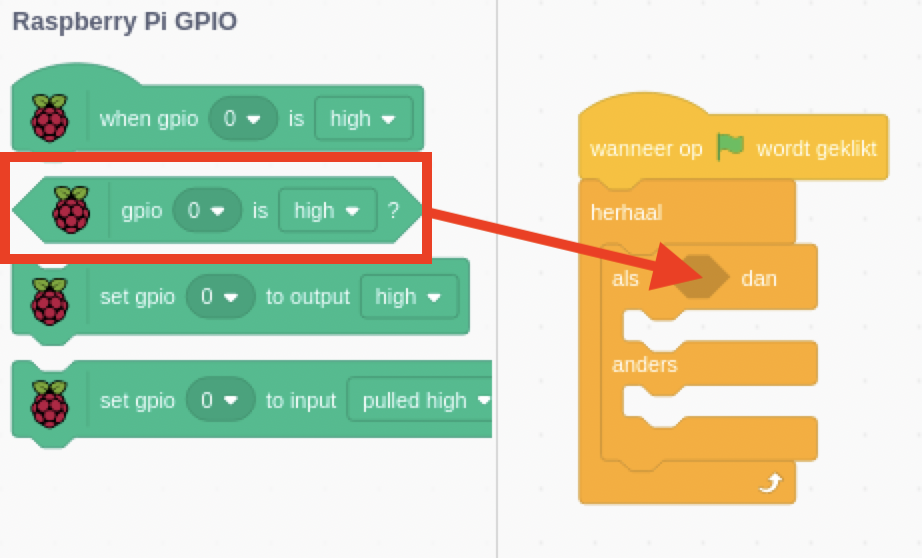 Raspberry Pi GPIO
when gpio 0 is high
gpio 0 is high ?
set gpio 0 to output high
set gpio 0 to input pulled high
wanneer op wordt geklikt
herhaal
als dan
anders